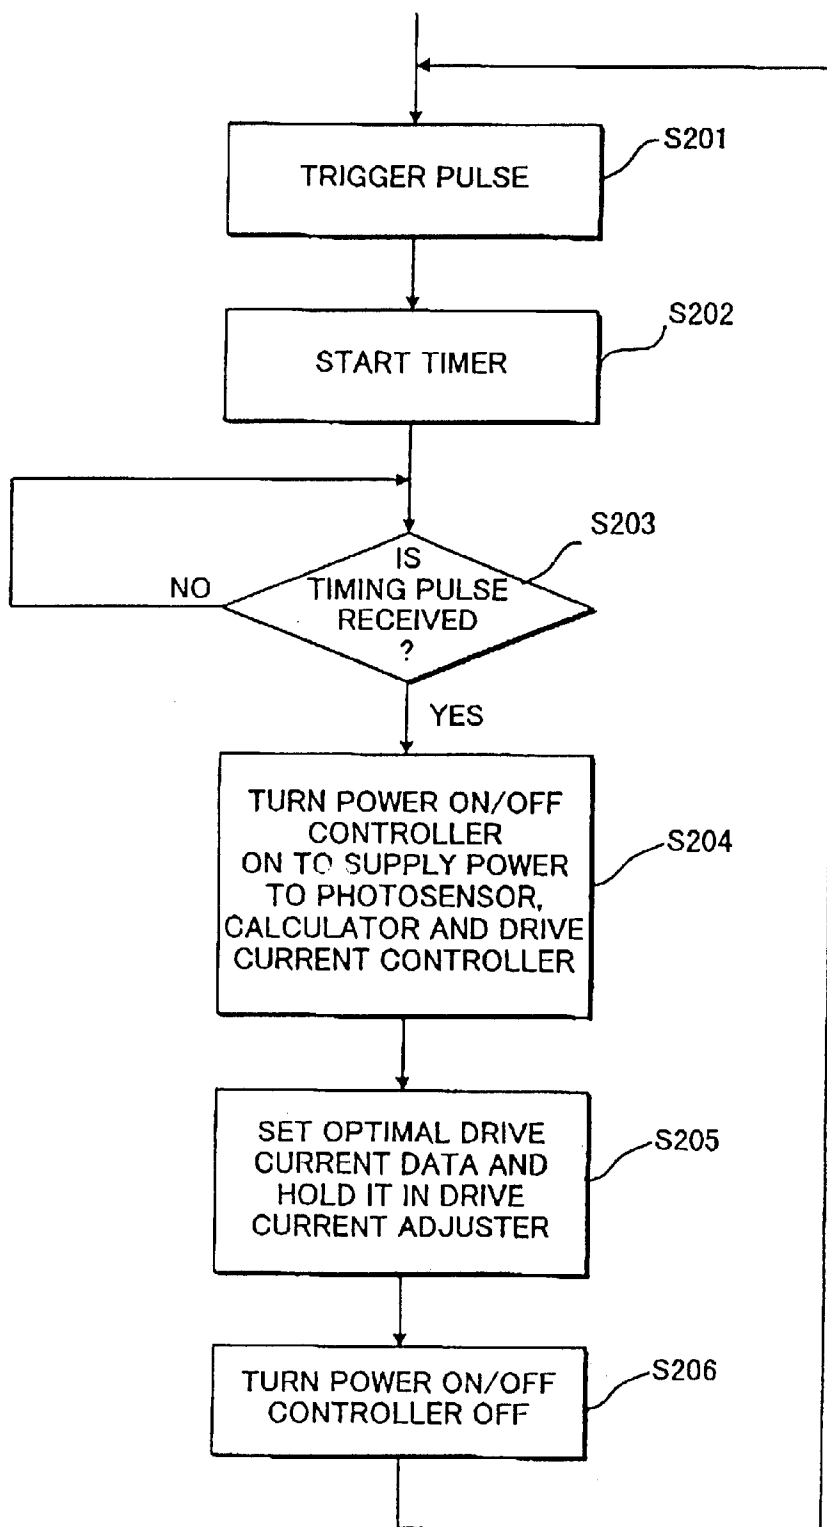 S201
TRIGGER PULSE
S202
START TIMER
S203
IS
TIMING PULSE
RECEIVED
?
NO
YES
S204
TURN POWER ON/OFF
CONTROLLER
ON TO SUPPLY POWER
TO PHOTOSENSOR,
CALCULATOR AND DRIVE
CURRENT CONTROLLER
S205
SET OPTIMAL DRIVE
CURRENT DATA AND
HOLD IT IN DRIVE
CURRENT ADJUSTER
S206
TURN POWER ON/OFF
CONTROLLER OFF